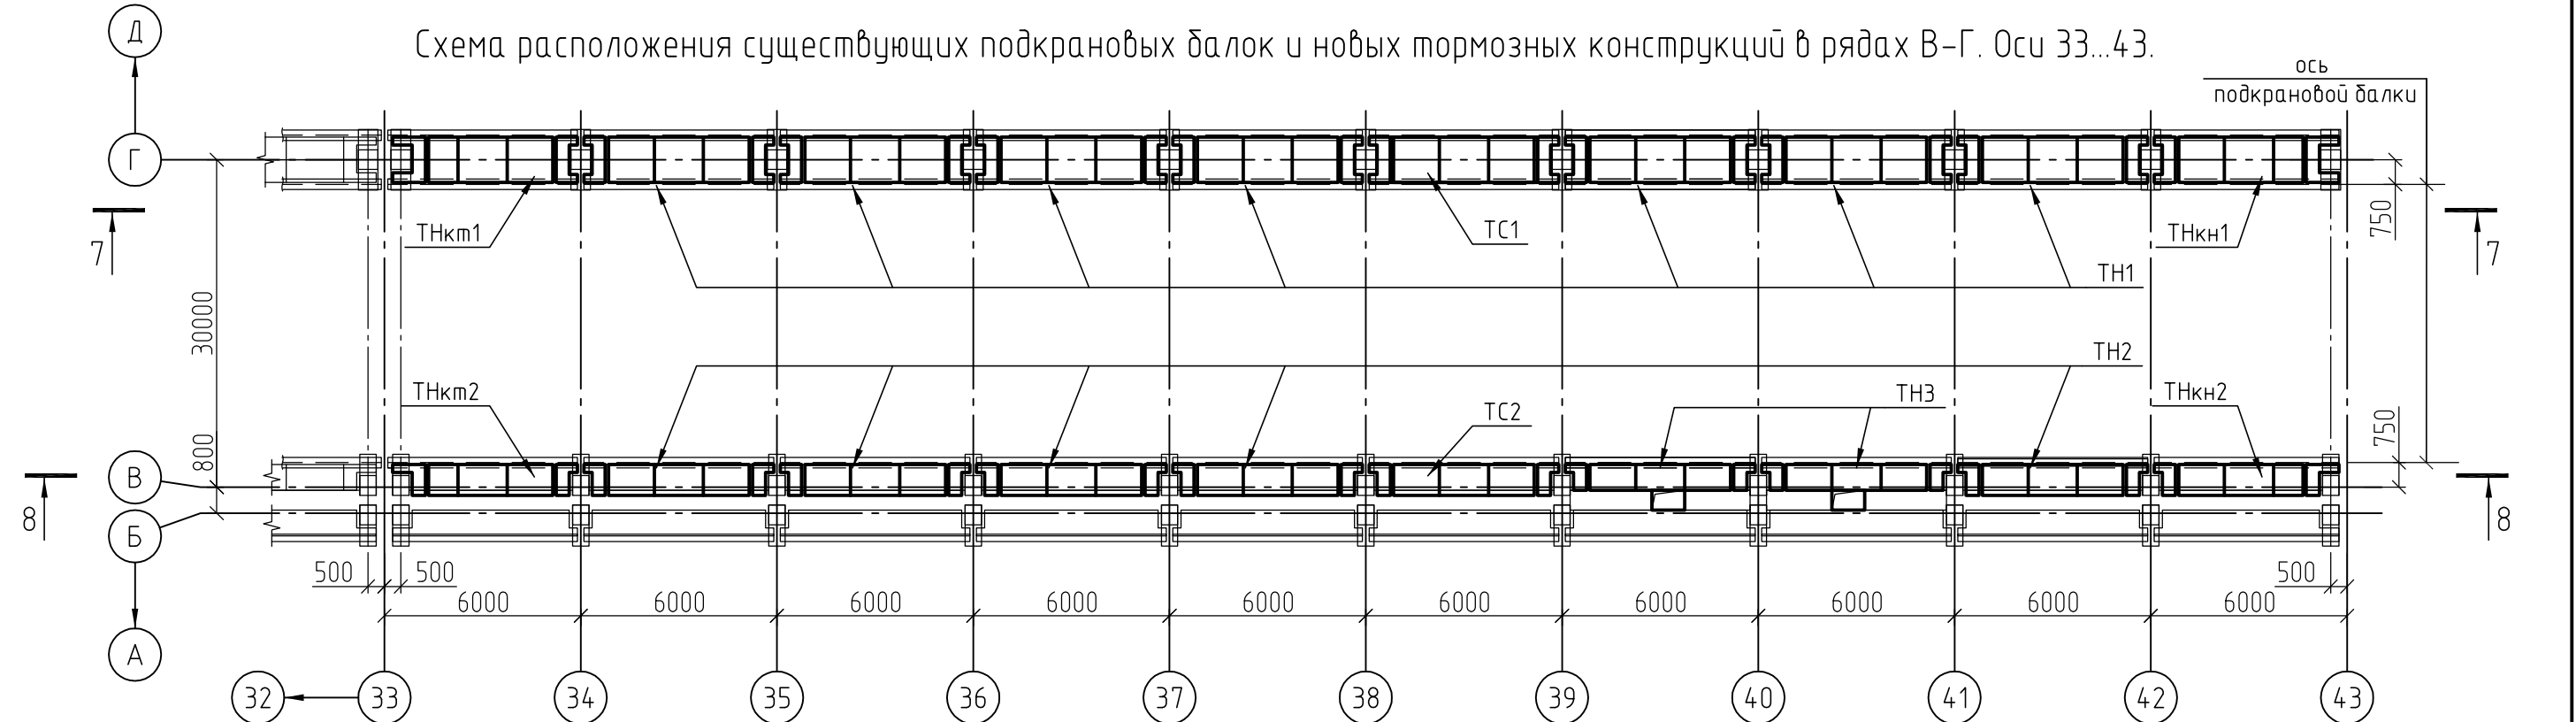 Д
Схема расположения существующих подкрановых балок и новых тормозных конструкций в рядах В-Г. Оси 33...43.
ось
подкрановой балки
Г
7
ТНкт1
ТС1
750
ТНкн1
7
ТН1
30000
ТН2
ТНкт2
ТС2
ТН3
ТНкн2
750
800
В
8
Б
8
500
500
500
6000
6000
6000
6000
6000
6000
6000
6000
6000
6000
А
32
33
34
35
36
37
38
39
40
41
42
43